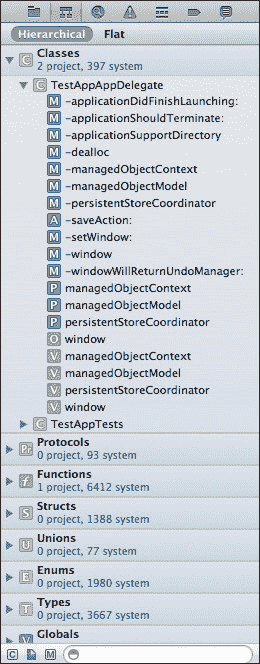 Hierarchical Flat
C Classes
2 project, 397 system
C TestAppAppDelegate
M -applicationDidFinishLaunching:
M -applicationShouldTerminate:
M -applicationSupportDirectory
M -dealloc
M -managedObjectContext
M -managedObjectModel
M -persistentStoreCoordinator
A -saveAction:
M -setWindow:
M -window
M -windowWillReturnUndoManager:
P managedObjectContext
P managedObjectModel
P persistentStoreCoordinator
O window
V managedObjectContext
V managedObjectModel
V persistentStoreCoordinator
V window
C TestAppTests
Pr Protocols
0 project, 93 system
f Functions
1 project, 6412 system
S Structs
0 project, 1388 system
U Unions
0 project, 77 system
E Enums
0 project, 1980 system
T Types
0 project, 3667 system
V Globals
C M